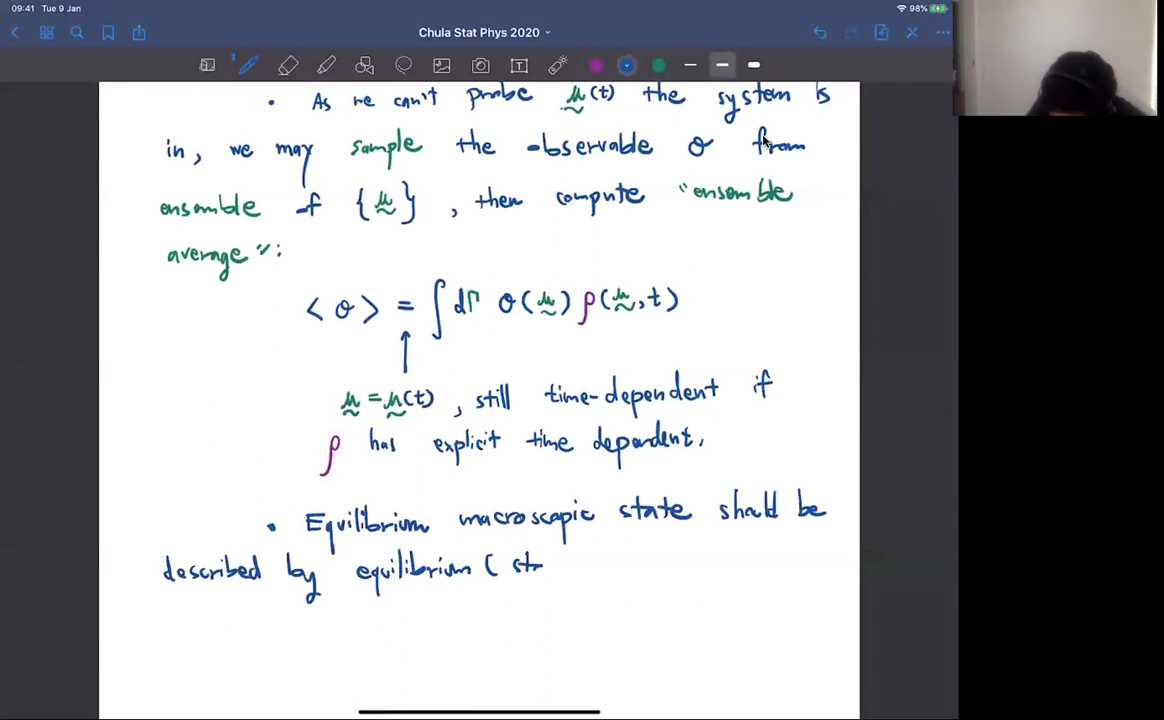 09:41 Tue 9 Jan
98%
Chula Stat Phys 2020
• As we can't probe μ(t) the system is
in, we may sample the observable O from
ensemble of {μ}, then compute "ensemble
average":
<O> = ∫dΓ O(μ) ρ(μ,t)
μ = μ(t), still time-dependent if
ρ has explicit time dependent.
• Equilibrium macroscopic state should be
described by equilibrium ( str